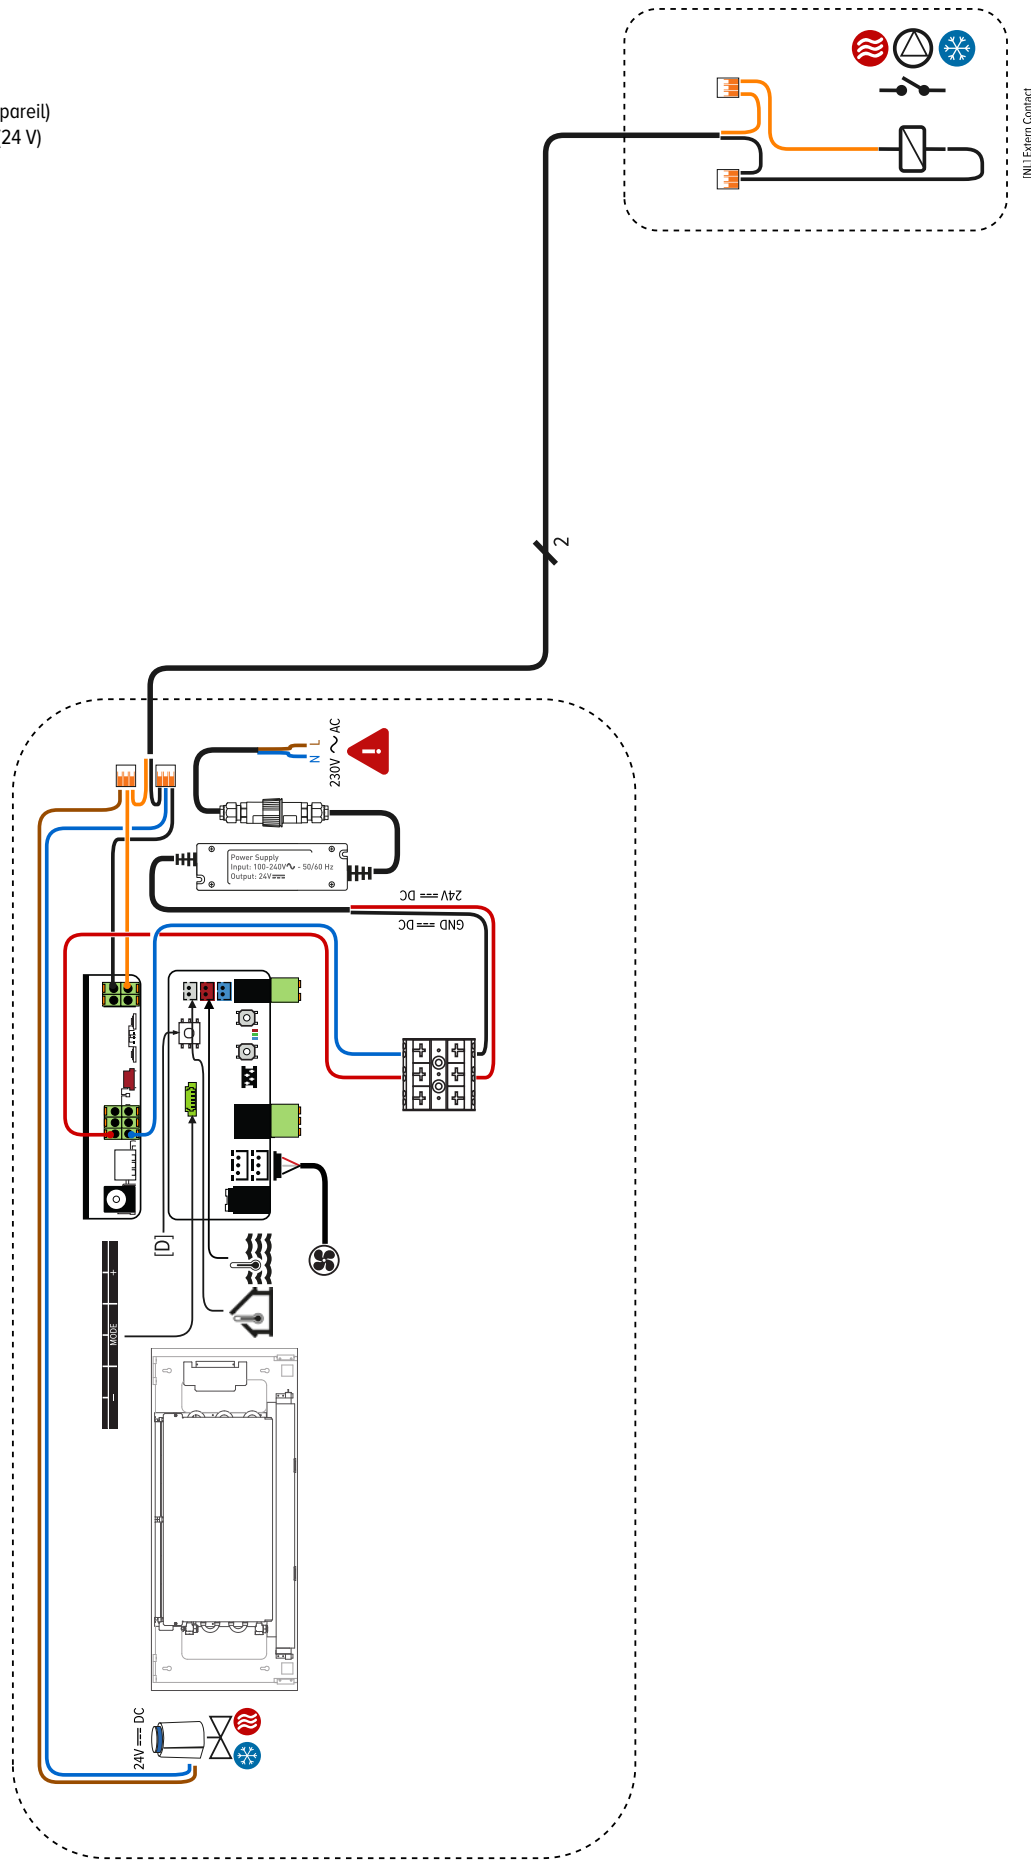 pareil)
(24 V)
[NL] Extern Contact
2
230V ~ AC
L
N
Power Supply
Input: 100-240V~ - 50/60 Hz
Output: 24V⎓
24V ⎓ DC
GND ⎓ DC
[D]
+
MODE
-
24V ⎓ DC